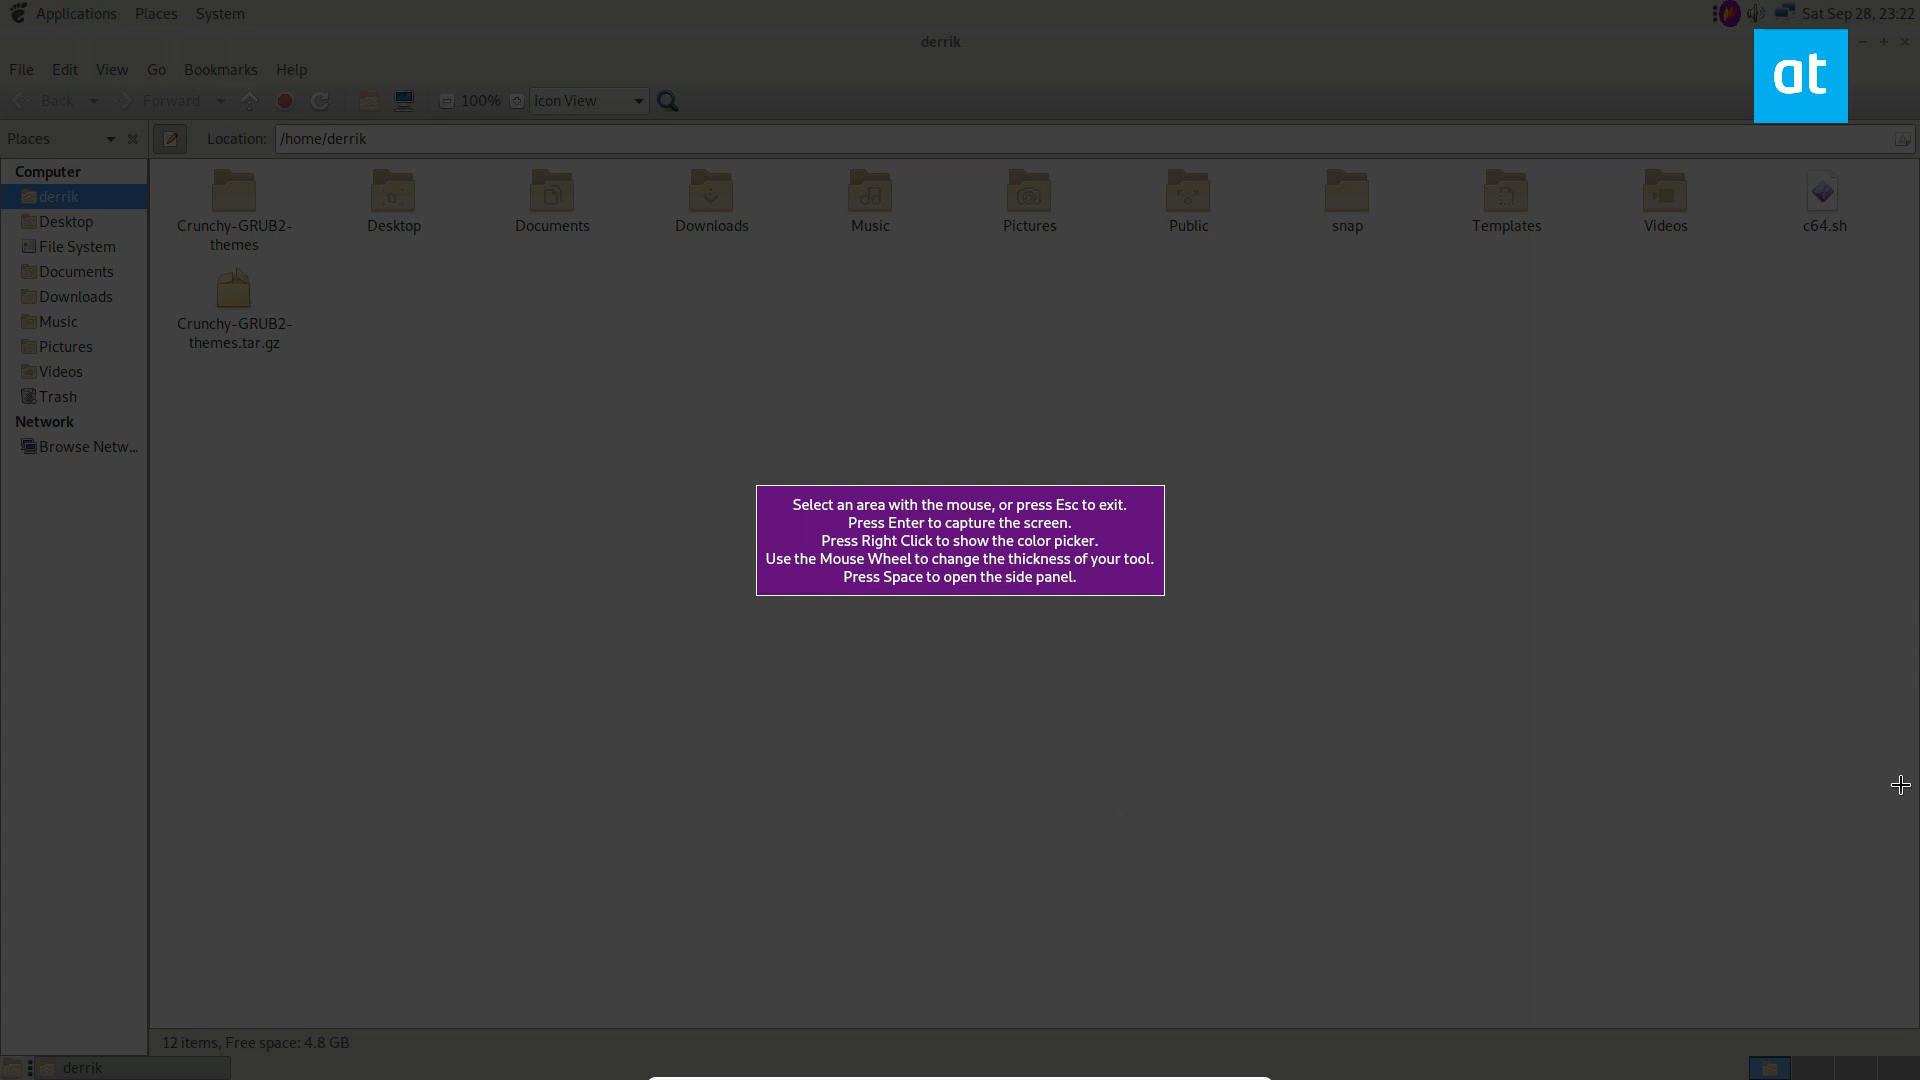 Applications Places System
Sat Sep 28, 23:22
derrik
at
File Edit View Go Bookmarks Help
Back Forward 100% Icon View
Places
Location: /home/derrik
Computer
derrik
Desktop
File System
Documents
Downloads
Music
Pictures
Videos
Trash
Network
Browse Netw...
Crunchy-GRUB2-
themes
Desktop
Documents
Downloads
Music
Pictures
Public
snap
Templates
Videos
c64.sh
Crunchy-GRUB2-
themes.tar.gz
Select an area with the mouse, or press Esc to exit.
Press Enter to capture the screen.
Press Right Click to show the color picker.
Use the Mouse Wheel to change the thickness of your tool.
Press Space to open the side panel.
12 items, Free space: 4.8 GB
derrik